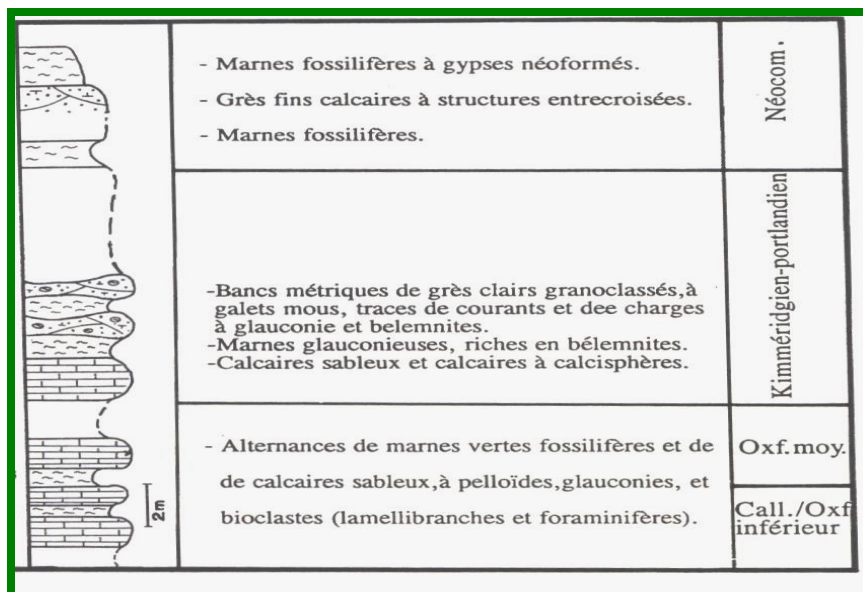 - Marnes fossilifères à gypses néoformés.
- Grès fins calcaires à structures entrecroisées.
- Marnes fossilifères.
Néocom.
-Bancs métriques de grès clairs granoclassés,à
galets mous, traces de courants et dee charges
à glauconie et belemnites.
-Marnes glauconieuses, riches en bélemnites.
-Calcaires sableux et calcaires à calcisphères.
Kimméridgien-portlandien
- Alternances de marnes vertes fossilifères et de
de calcaires sableux,à pelloïdes,glauconies, et
bioclastes (lamellibranches et foraminifères).
Oxf.moy.
Call./Oxf
inférieur
2m